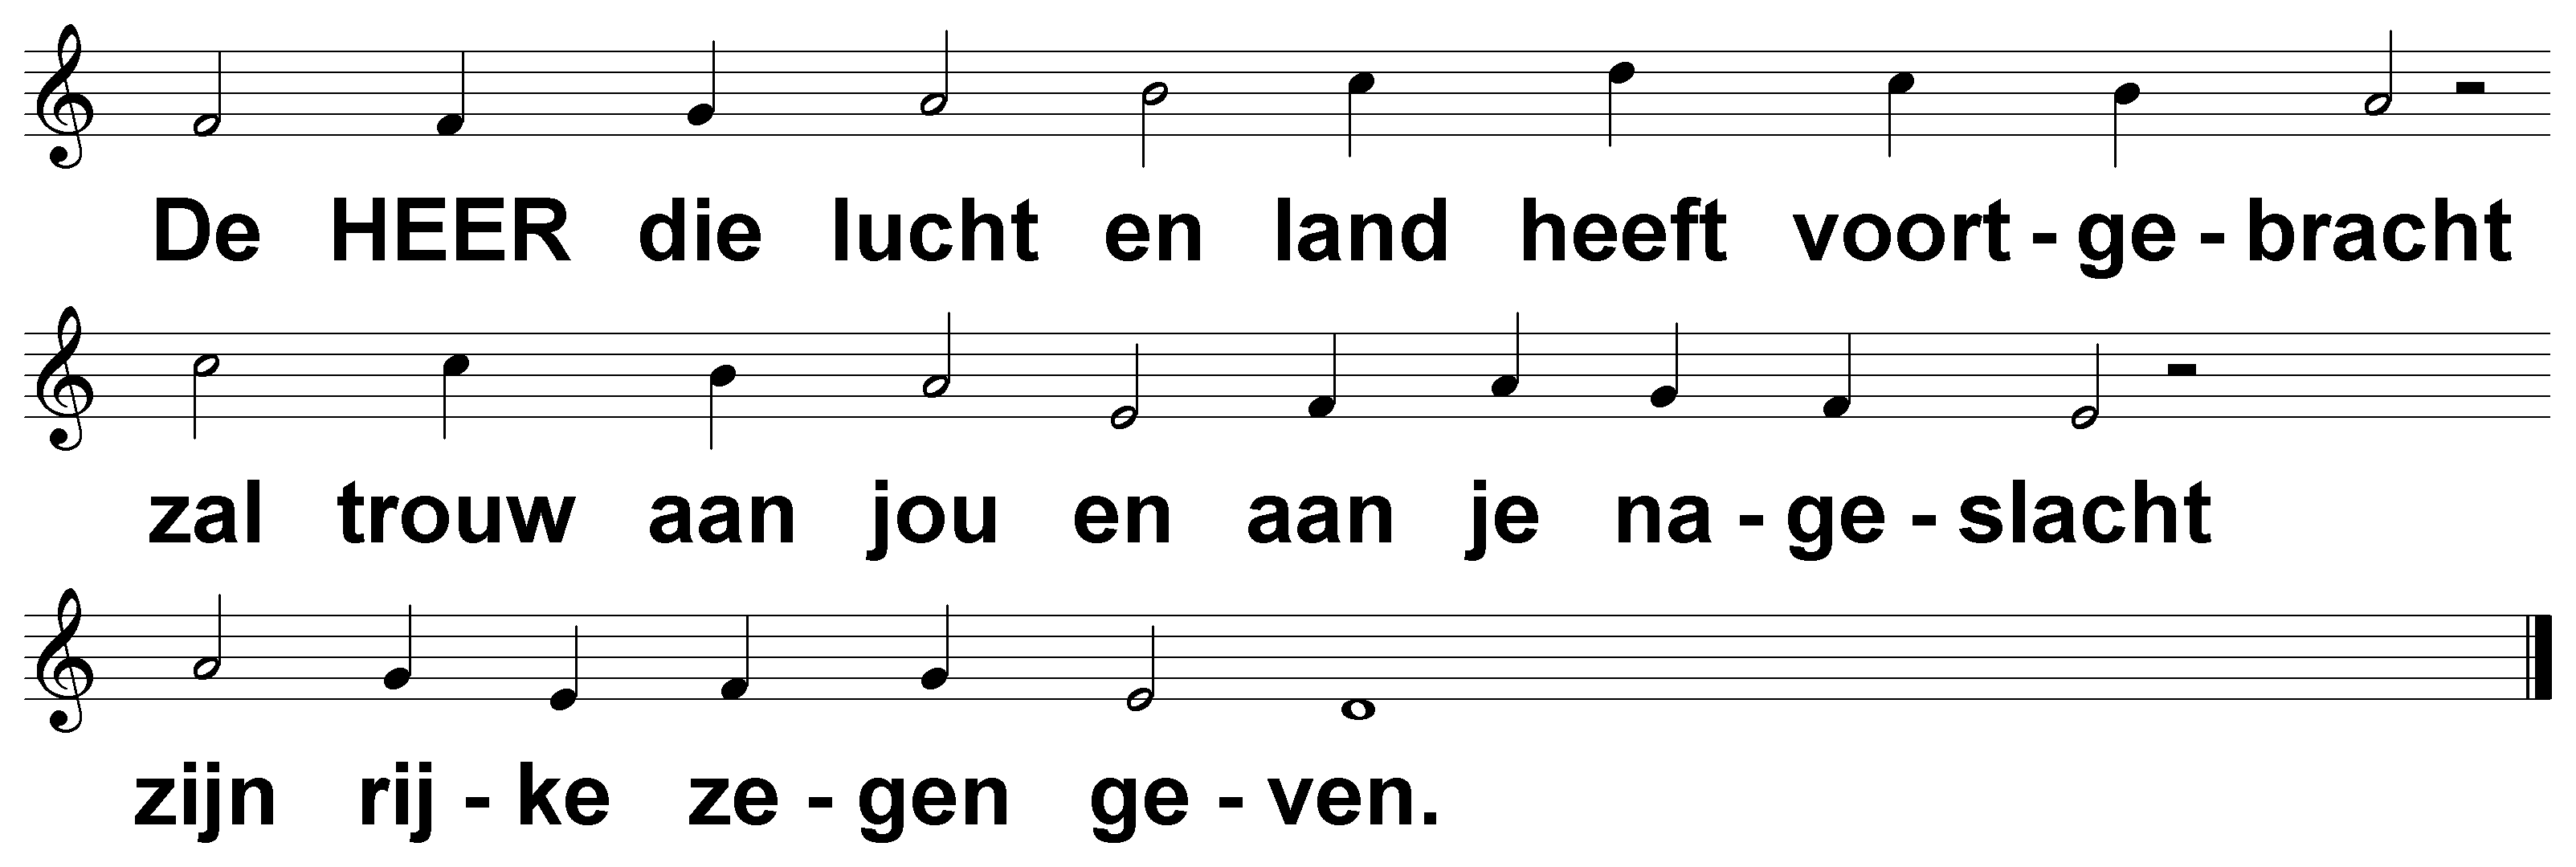 De HEER die lucht en land heeft voort - ge - bracht
zal trouw aan jou en aan je na - ge - slacht
zijn rij - ke ze - gen ge - ven.